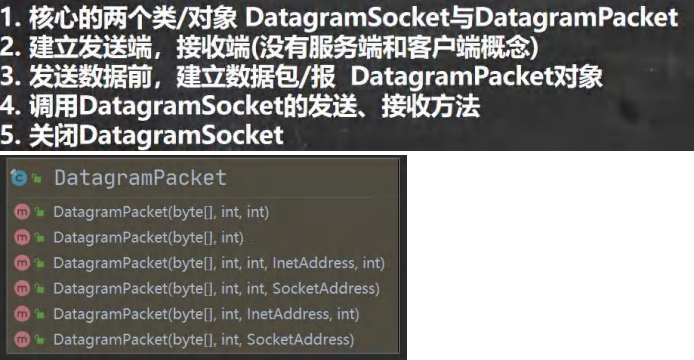 1. 核心的两个类/对象 DatagramSocket与DatagramPacket
2. 建立发送端，接收端(没有服务端和客户端概念)
3. 发送数据前，建立数据包/报 DatagramPacket对象
4. 调用DatagramSocket的发送、接收方法
5. 关闭DatagramSocket
DatagramPacket
DatagramPacket(byte[], int, int)
DatagramPacket(byte[], int)
DatagramPacket(byte[], int, int, InetAddress, int)
DatagramPacket(byte[], int, int, SocketAddress)
DatagramPacket(byte[], int, InetAddress, int)
DatagramPacket(byte[], int, SocketAddress)